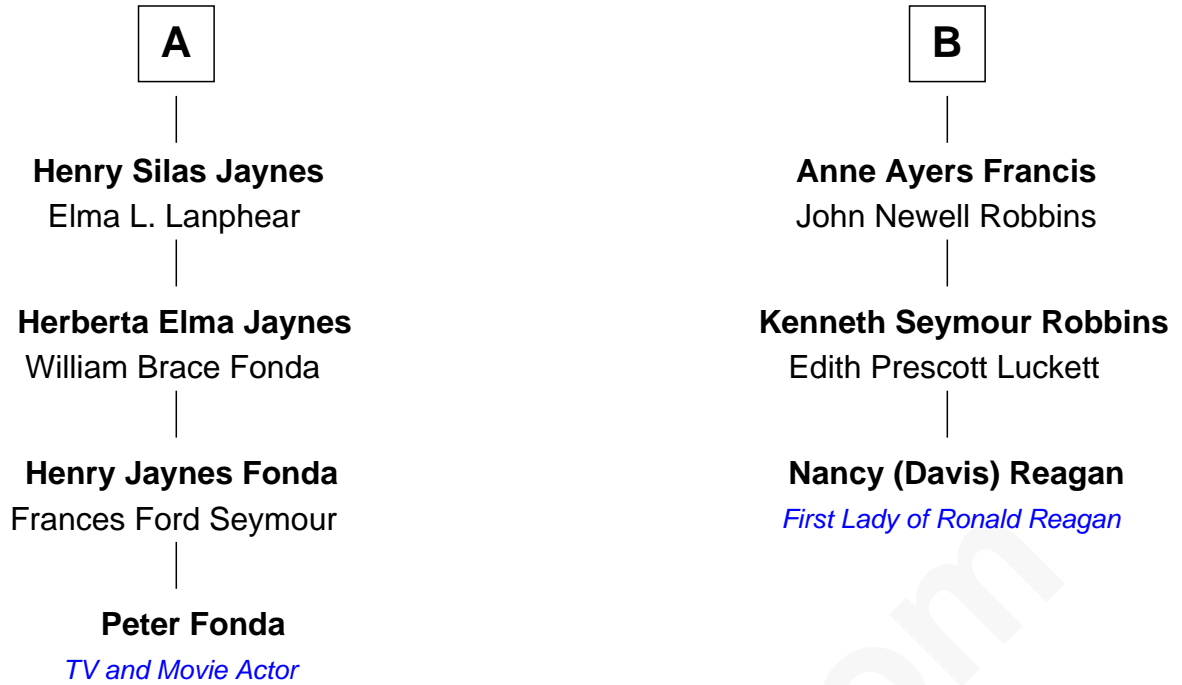 A
Henry Silas Jaynes
Elma L. Lanphear
Herberta Elma Jaynes
William Brace Fonda
Henry Jaynes Fonda
Frances Ford Seymour
Peter Fonda
TV and Movie Actor
B
Anne Ayers Francis
John Newell Robbins
Kenneth Seymour Robbins
Edith Prescott Luckett
Nancy (Davis) Reagan
First Lady of Ronald Reagan
om